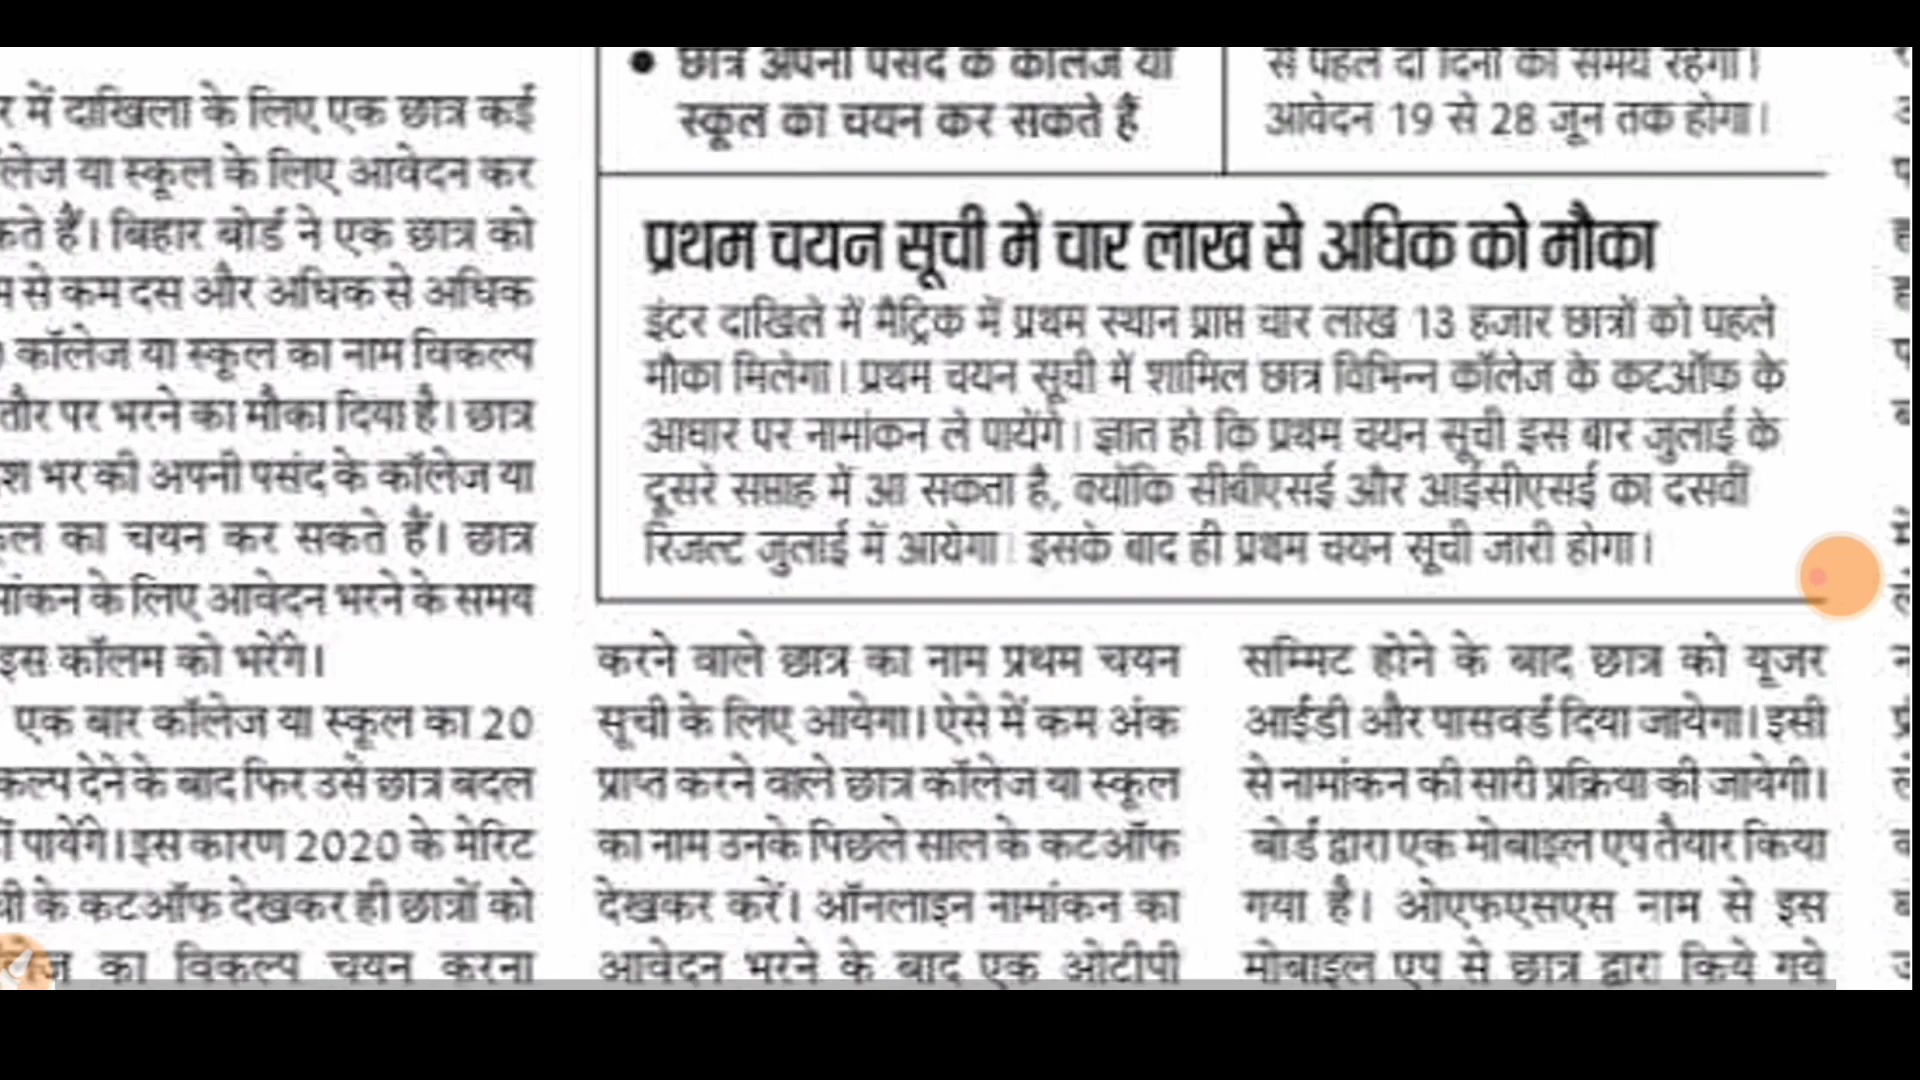 र में दाखिला के लिए एक छात्र कई
लेज या स्कूल के लिए आवेदन कर
कते हैं। बिहार बोर्ड ने एक छात्र को
म से कम दस और अधिक से अधिक
कॉलेज या स्कूल का नाम विकल्प
तौर पर भरने का मौका दिया है। छात्र
श भर की अपनी पसंद के कॉलेज या
ल का चयन कर सकते हैं। छात्र
मांकन के लिए आवेदन भरने के समय
इस कॉलम को भरेंगे।
एक बार कॉलेज या स्कूल का 20
कल्प देने के बाद फिर उसे छात्र बदल
पायेंगे। इस कारण 2020 के मेरिट
ची के कटऑफ देखकर ही छात्रों को
लेज का विकल्प चयन करना
• छात्र अपनी पसंद के कॉलेज या
स्कूल का चयन कर सकते हैं
से पहले दो दिनों का समय रहेगा।
आवेदन 19 से 28 जून तक होगा।
प्रथम चयन सूची में चार लाख से अधिक को मौका
इंटर दाखिले में मैट्रिक में प्रथम स्थान प्राप्त चार लाख 13 हजार छात्रों को पहले
मौका मिलेगा। प्रथम चयन सूची में शामिल छात्र विभिन्न कॉलेज के कटऑफ के
आधार पर नामांकन ले पायेंगे। ज्ञात हो कि प्रथम चयन सूची इस बार जुलाई के
दूसरे सप्ताह में आ सकता है, क्योंकि सीबीएसई और आईसीएसई का दसवीं
रिजल्ट जुलाई में आयेगा। इसके बाद ही प्रथम चयन सूची जारी होगा।
करने वाले छात्र का नाम प्रथम चयन
सूची के लिए आयेगा। ऐसे में कम अंक
प्राप्त करने वाले छात्र कॉलेज या स्कूल
का नाम उनके पिछले साल के कटऑफ
देखकर करें। ऑनलाइन नामांकन का
आवेदन भरने के बाद एक ओटीपी
सम्मिट होने के बाद छात्र को यूजर
आईडी और पासवर्ड दिया जायेगा। इसी
से नामांकन की सारी प्रक्रिया की जायेगी।
बोर्ड द्वारा एक मोबाइल एप तैयार किया
गया है। ओएफएसएस नाम से इस
मोबाइल एप से छात्र द्वारा किये गये